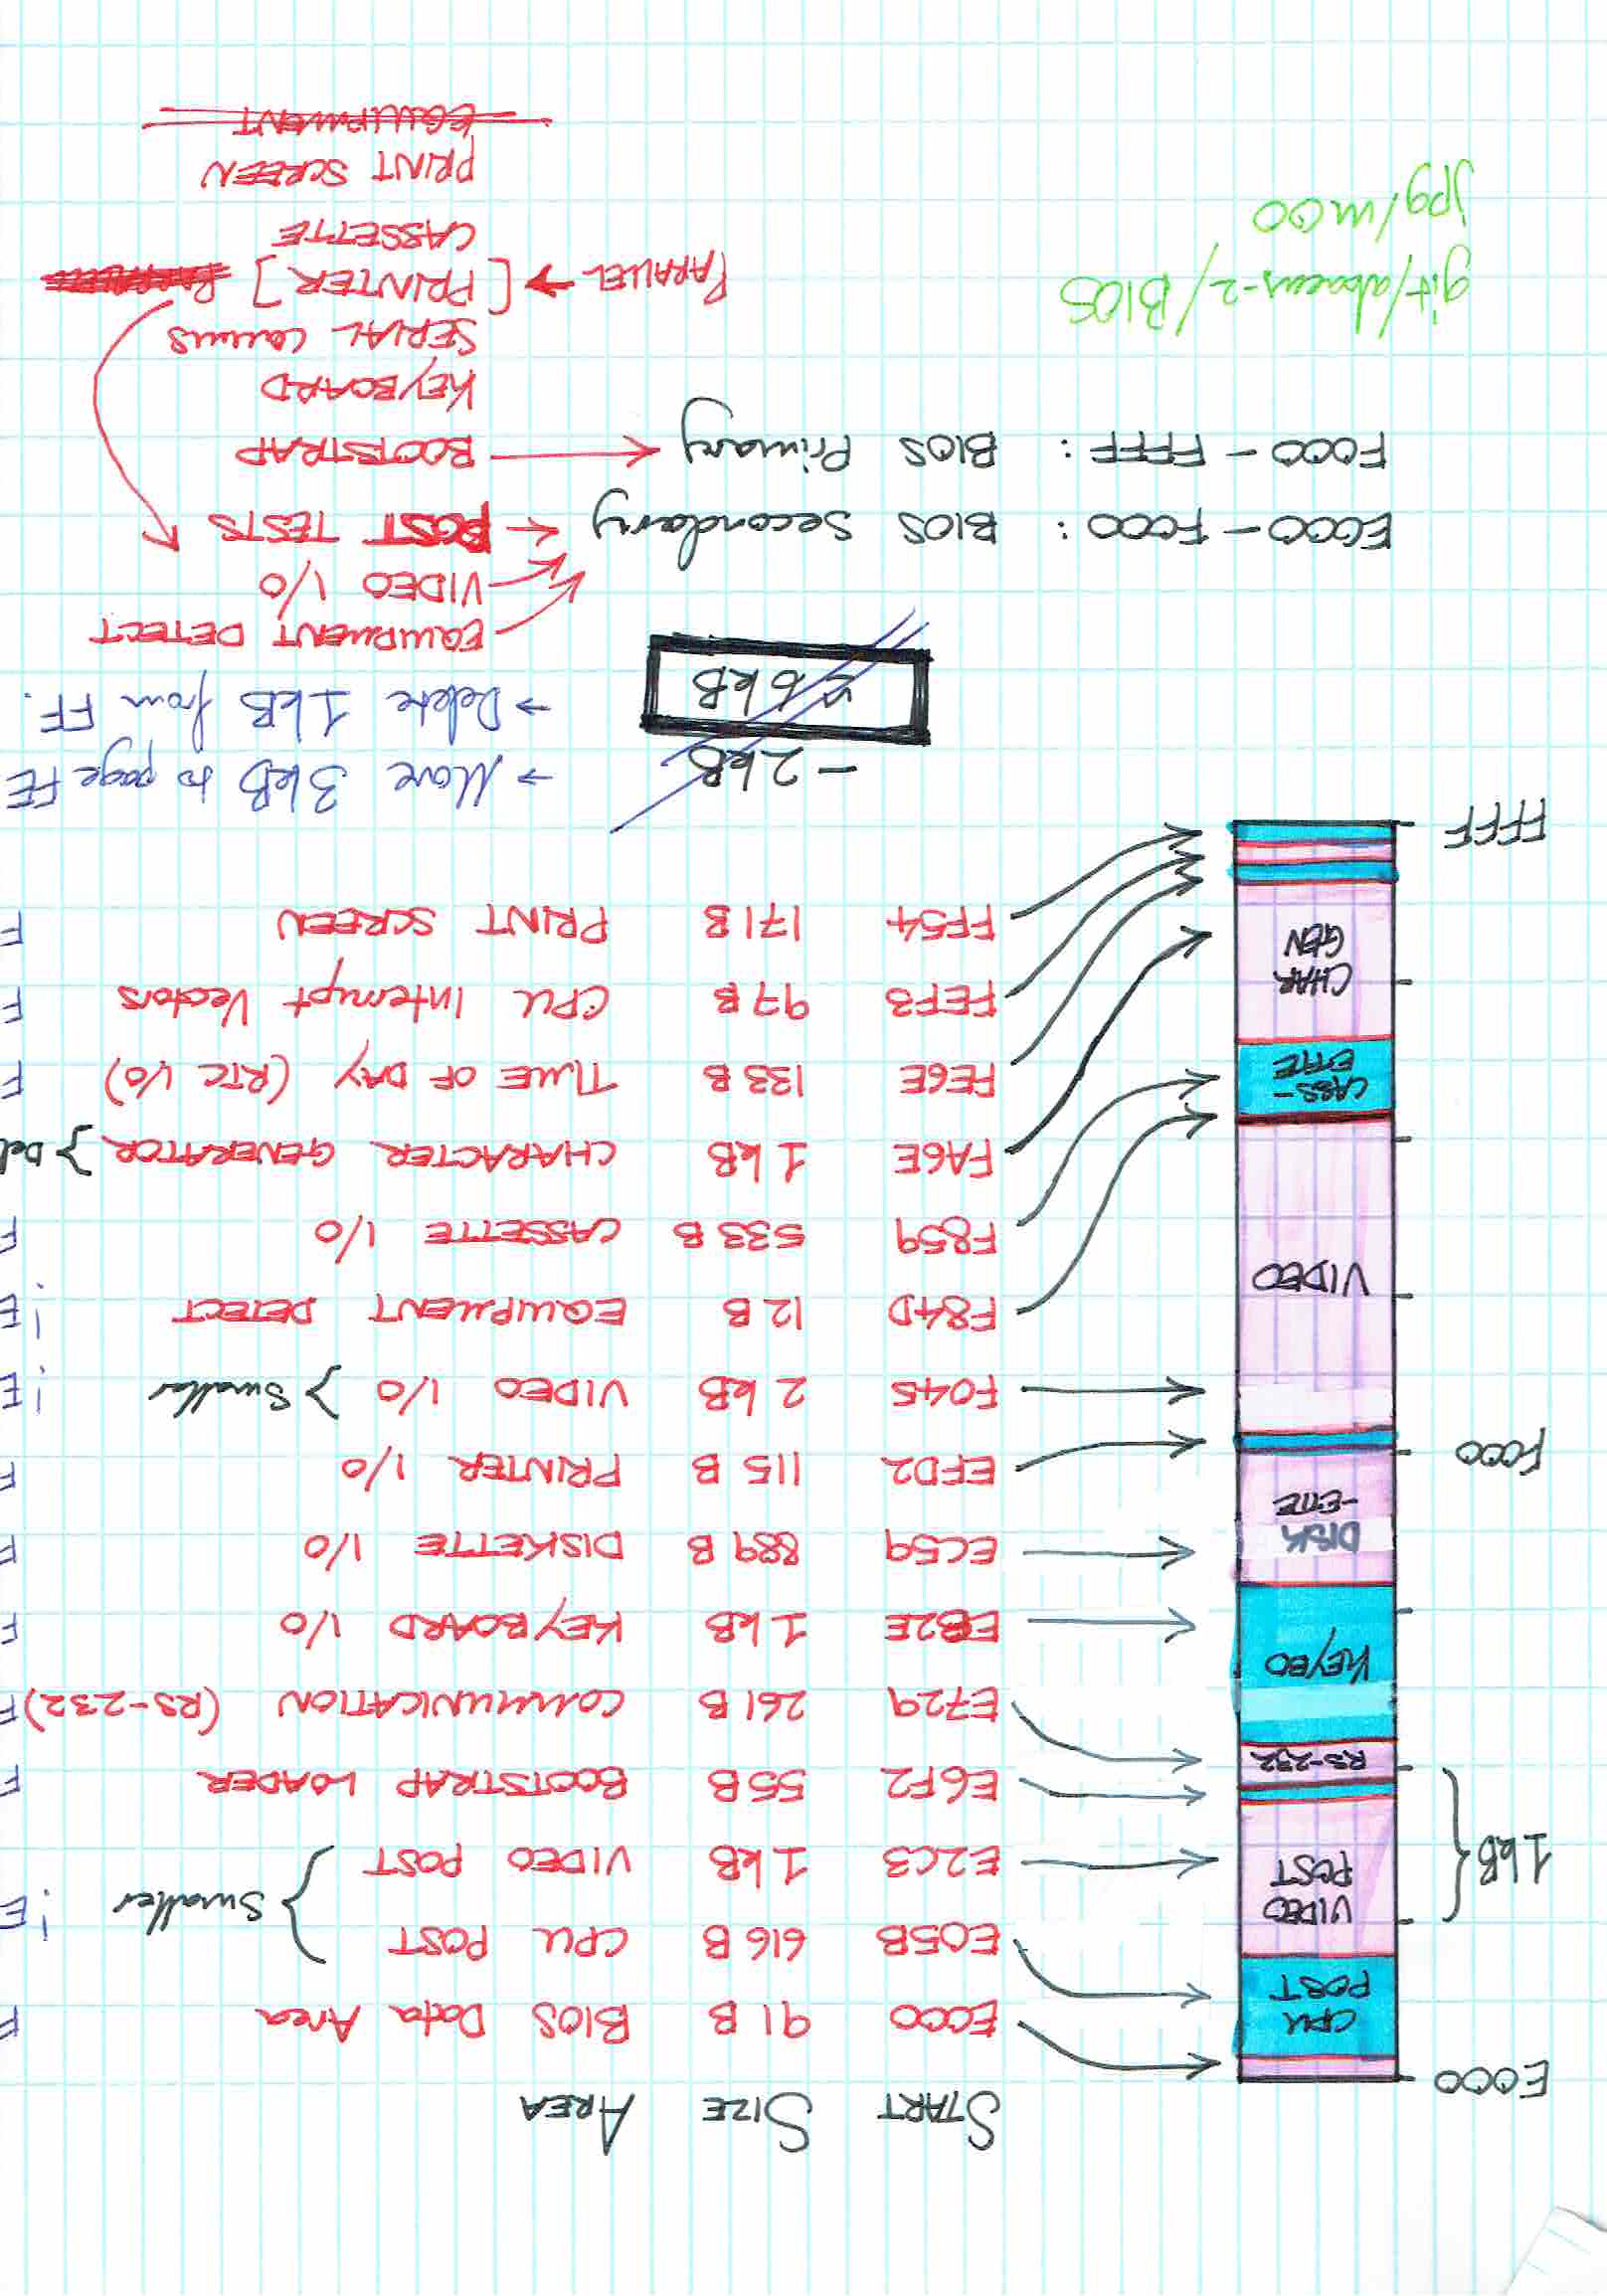 START SIZE AREA
E000
E000 91 B BIOS Data Area F
CPU
POST
E05B 616 B CPU POST
Smaller ! E
VIDEO
POST
1 kB
E2C3 1 kB VIDEO POST
E6F2 55 B BOOTSTRAP LOADER F
RS-232
E729 261 B COMMUNICATION (RS-232) F
KEYBO
EB2E 1 kB KEYBOARD I/O F
DISK
-ETTE
EC59 889 B DISKETTE I/O F
F000
EFD2 115 B PRINTER I/O F
F045 2 kB VIDEO I/O } Smaller ! E
VIDEO
F84D 12 B EQUIPMENT DETECT ! E
F859 533 B CASSETTE I/O F
FA6E 1 kB CHARACTER GENERATOR } Del
CASS-
ETTE
FE6E 133 B TIME OF DAY (RTC I/O) F
CHAR
GEN
FEF3 97 B CPU Interrupt Vectors F
FF54 171 B PRINT SCREEN F
FFFF
- 2 kB
≈ 6 kB
→ Move 3 kB to page FE
→ Delete 1 kB from FF.
EQUIPMENT DETECT
VIDEO I/O
E000 - F000 : BIOS Secondary ← POST TESTS
F000 - FFFF : BIOS Primary ← BOOTSTRAP
KEYBOARD
SERIAL COMMS
PARALLEL → [PRINTER]
CASSETTE
PRINT SCREEN
EQUIPMENT
git/abacus-2/BIOS
jpg/m00